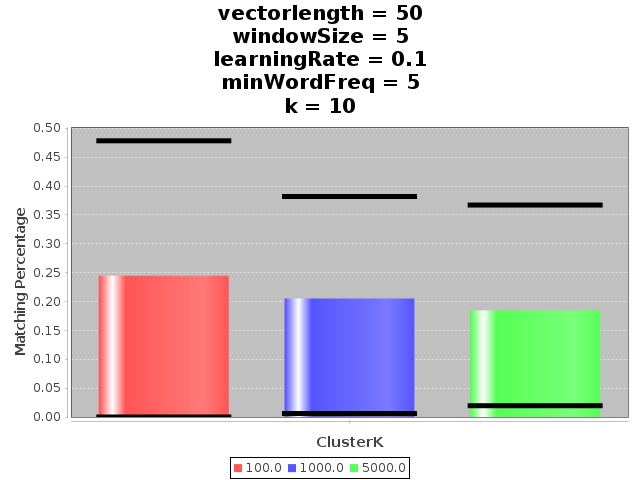 vectorlength = 50
windowSize = 5
learningRate = 0.1
minWordFreq = 5
k = 10
0.50
0.45
0.40
0.35
0.30
0.25
0.20
0.15
0.10
0.05
0.00
Matching Percentage
ClusterK
100.0 1000.0 5000.0